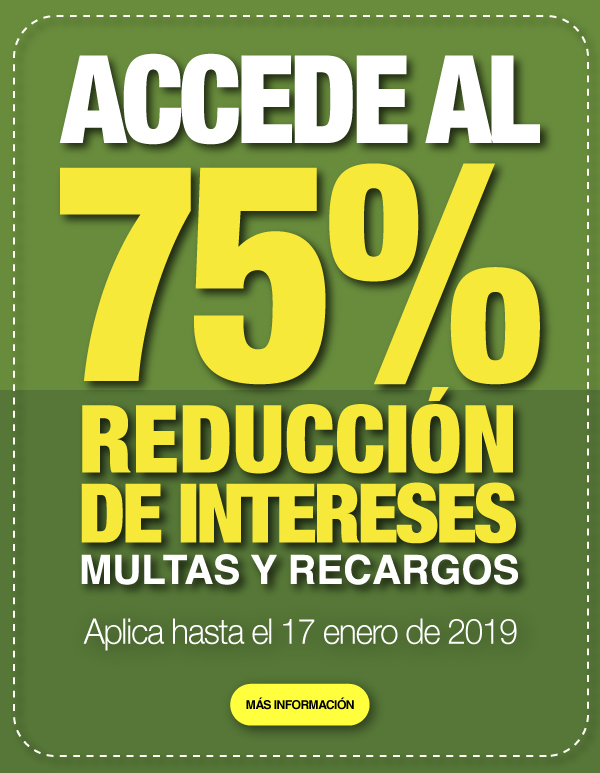 ACCEDE AL
75%
REDUCCIÓN
DE INTERESES
MULTAS Y RECARGOS
Aplica hasta el 17 enero de 2019
MÁS INFORMACIÓN